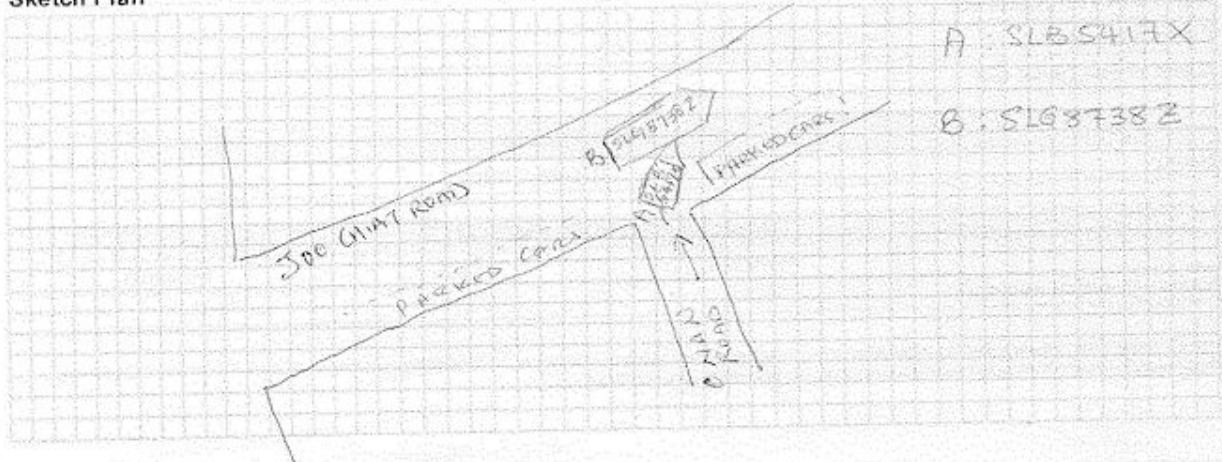 Sketch Plan
A SLB5417X
B : SLG8738Z
B SLG8738Z
PARKED CARS
A
JOO CHIAT ROAD
PARKED CARS